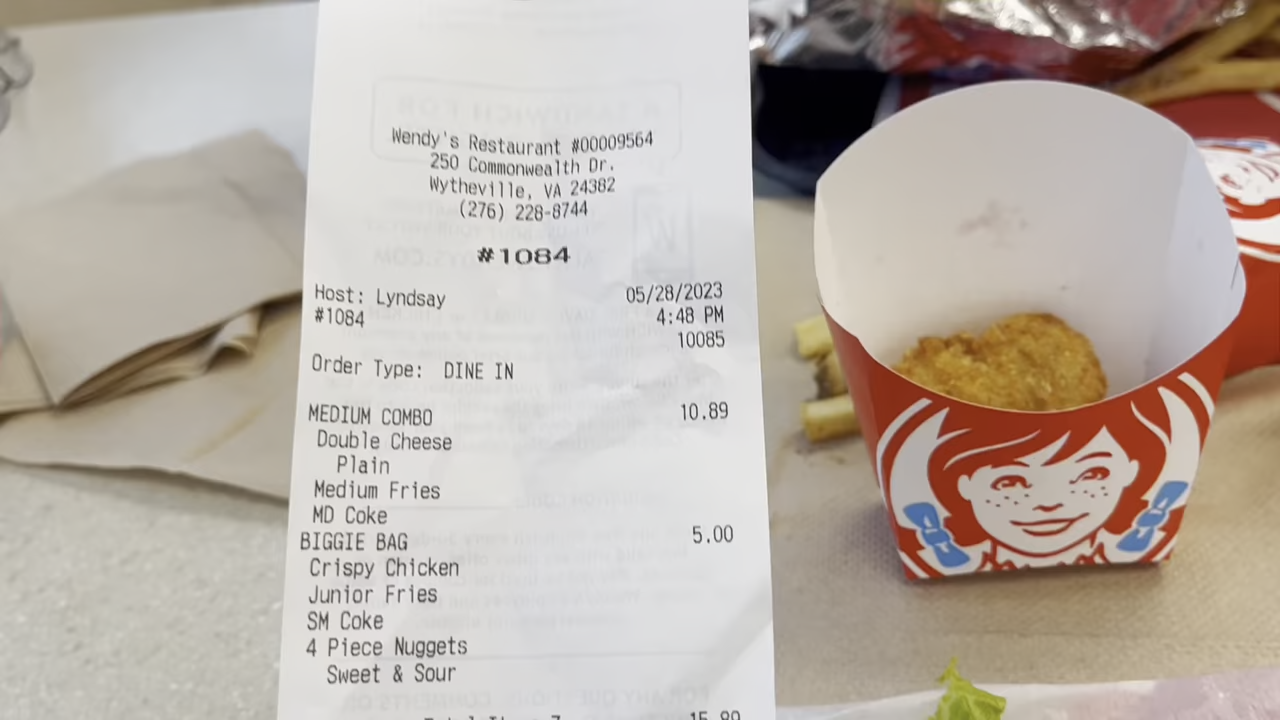 Wendy's Restaurant #00009564
250 Commonwealth Dr.
Wytheville, VA 24382
(276) 228-8744
#1084
Host: Lyndsay 05/28/2023
#1084 4:48 PM
10085
Order Type: DINE IN
MEDIUM COMBO 10.89
Double Cheese
Plain
Medium Fries
MD Coke
BIGGIE BAG 5.00
Crispy Chicken
Junior Fries
SM Coke
4 Piece Nuggets
Sweet & Sour
15.89